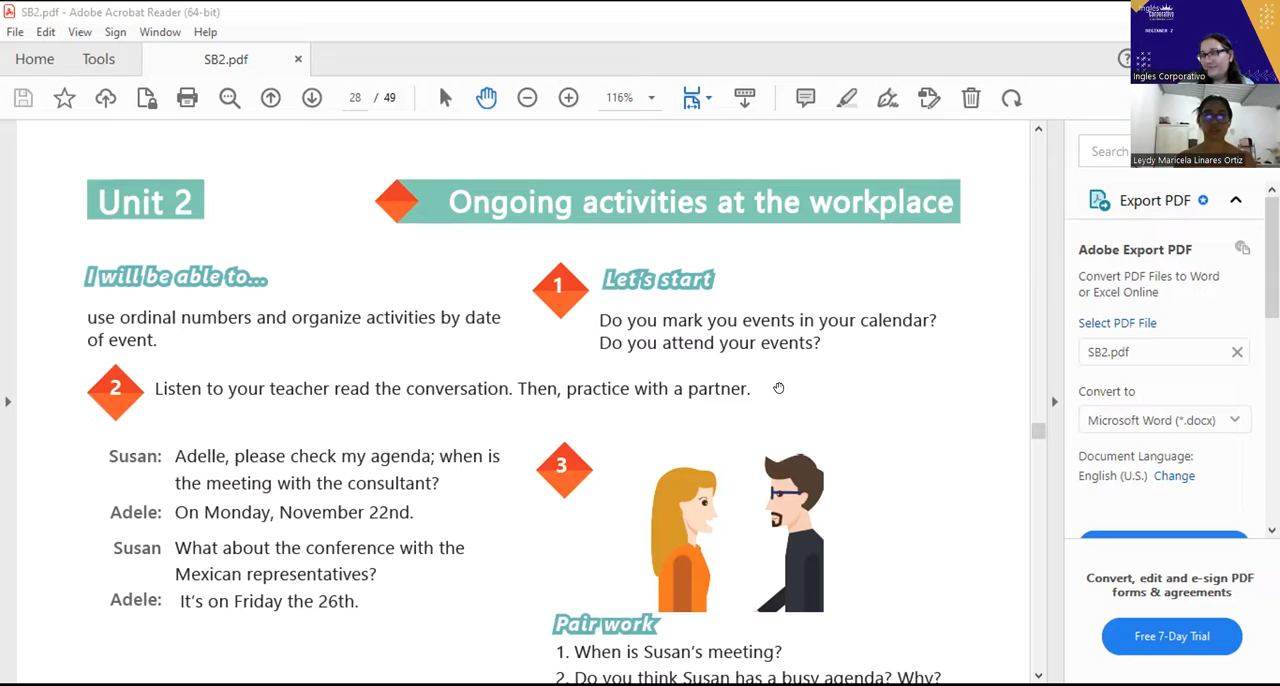 SB2.pdf - Adobe Acrobat Reader (64-bit)
File Edit View Sign Window Help
Home Tools SB2.pdf ×
28 / 49 116%
Unit 2
Ongoing activities at the workplace
I will be able to...
use ordinal numbers and organize activities by date
of event.
1 Let's start
Do you mark you events in your calendar?
Do you attend your events?
2 Listen to your teacher read the conversation. Then, practice with a partner.
Susan: Adelle, please check my agenda; when is
the meeting with the consultant?
Adele: On Monday, November 22nd.
Susan What about the conference with the
Mexican representatives?
Adele: It's on Friday the 26th.
3
Pair work
1. When is Susan's meeting?
2. Do you think Susan has a busy agenda? Why?
Inglés
Corporativo
BEGINNER 2
Ingles Corporativo
Leydy Maricela Linares Ortiz
Search
Export PDF
Adobe Export PDF
Convert PDF Files to Word
or Excel Online
Select PDF File
SB2.pdf
Convert to
Microsoft Word (*.docx)
Document Language:
English (U.S.) Change
Convert, edit and e-sign PDF
forms & agreements
Free 7-Day Trial